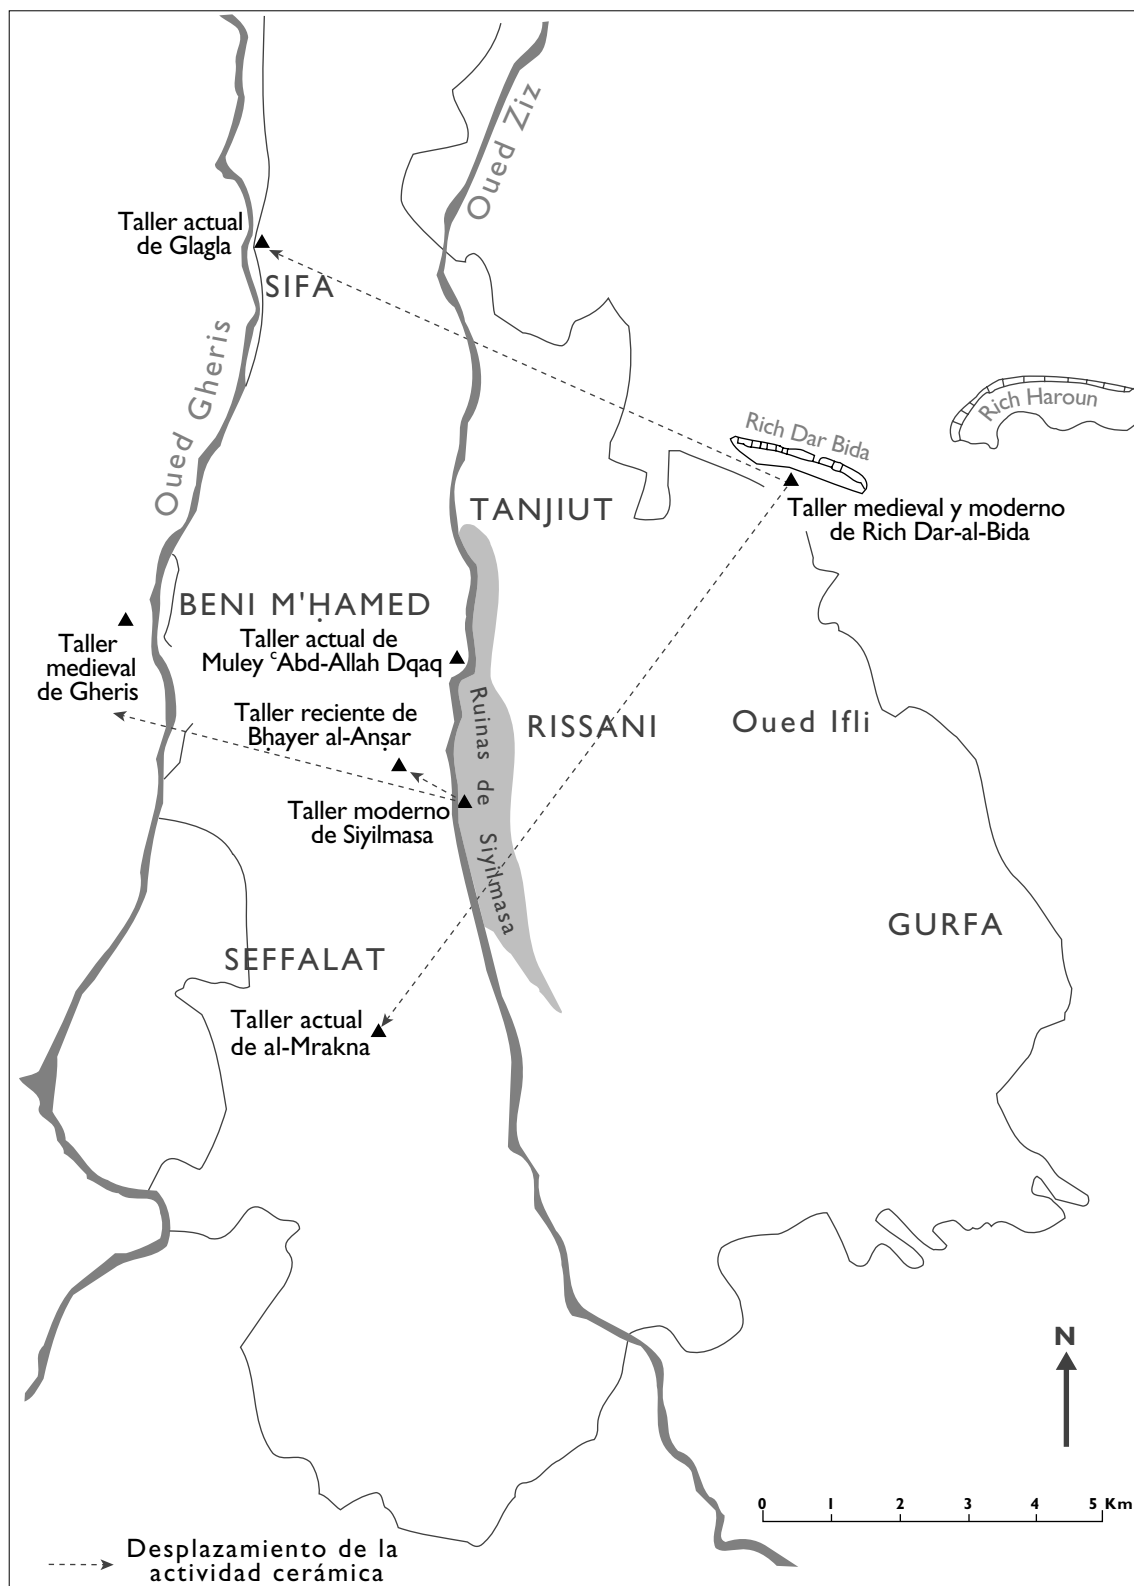 Oued Ziz
Taller actual
de Glagla
SIFA
Oued Gheris
Rich Haroun
Rich Dar Bida
TANJIUT
Taller medieval y moderno
de Rich Dar-al-Bida
BENI M'ḤAMED
Taller
medieval
de Gheris
Taller actual de
Muley ᶜAbd-Allah Dqaq
Taller reciente de
Bḥayer al-Anṣar
RISSANI
Oued Ifli
Ruinas de Siyilmasa
Taller moderno
de Siyilmasa
GURFA
SEFFALAT
Taller actual
de al-Mrakna
N
0 1 2 3 4 5 Km
Desplazamiento de la
actividad cerámica